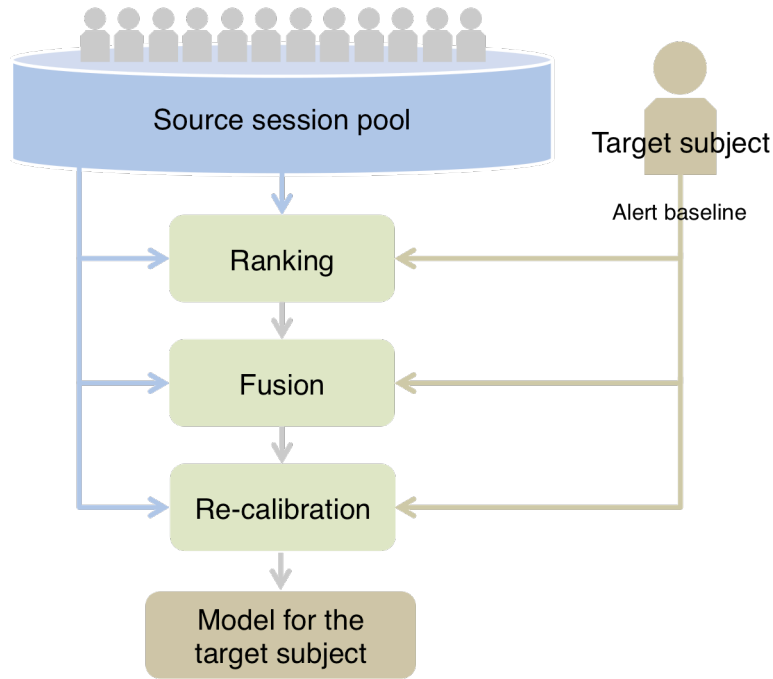 Source session pool
Target subject
Alert baseline
Ranking
Fusion
Re-calibration
Model for the
target subject